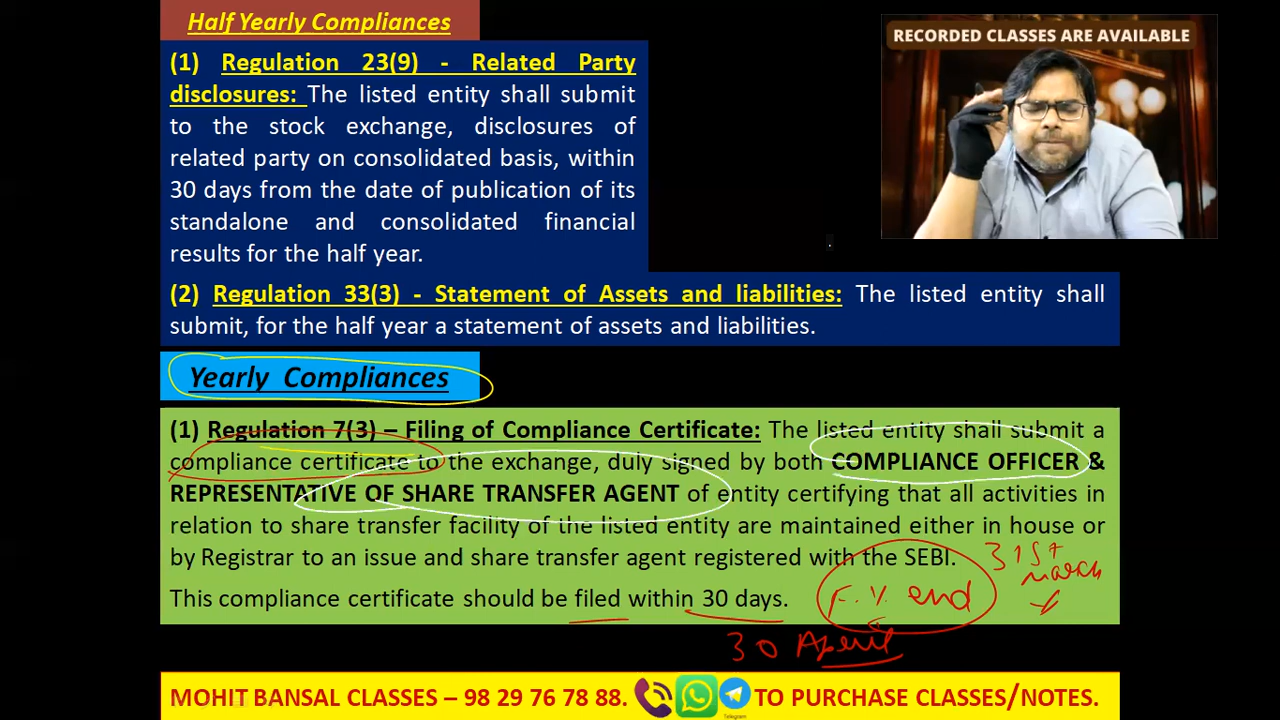 Half Yearly Compliances
RECORDED CLASSES ARE AVAILABLE
(1) Regulation 23(9) - Related Party
disclosures: The listed entity shall submit
to the stock exchange, disclosures of
related party on consolidated basis, within
30 days from the date of publication of its
standalone and consolidated financial
results for the half year.
(2) Regulation 33(3) - Statement of Assets and liabilities: The listed entity shall
submit, for the half year a statement of assets and liabilities.
Yearly Compliances
(1) Regulation 7(3) – Filing of Compliance Certificate: The listed entity shall submit a
compliance certificate to the exchange, duly signed by both COMPLIANCE OFFICER &
REPRESENTATIVE OF SHARE TRANSFER AGENT of entity certifying that all activities in
relation to share transfer facility of the listed entity are maintained either in house or
by Registrar to an issue and share transfer agent registered with the SEBI.
31st
march
This compliance certificate should be filed within 30 days. F.Y. end
30 April
MOHIT BANSAL CLASSES – 98 29 76 78 88. TO PURCHASE CLASSES/NOTES.
Telegram